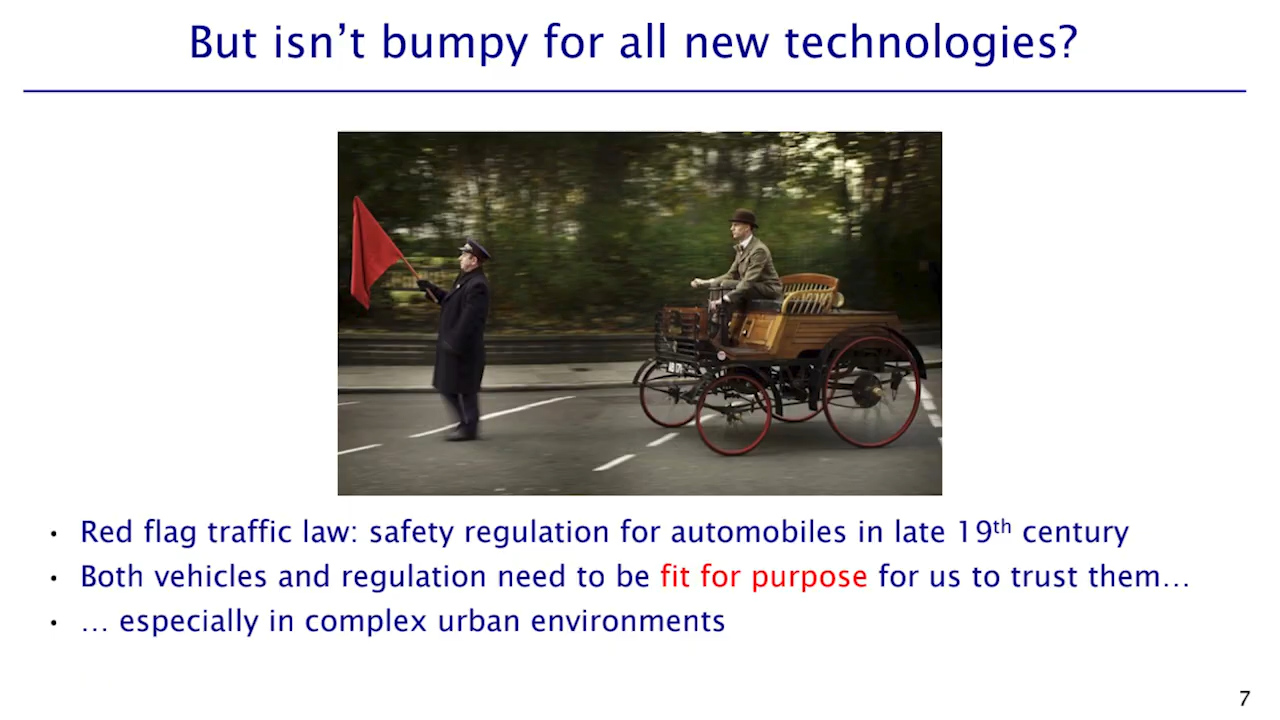 But isn’t bumpy for all new technologies?
• Red flag traffic law: safety regulation for automobiles in late 19th century
• Both vehicles and regulation need to be fit for purpose for us to trust them…
• … especially in complex urban environments
7